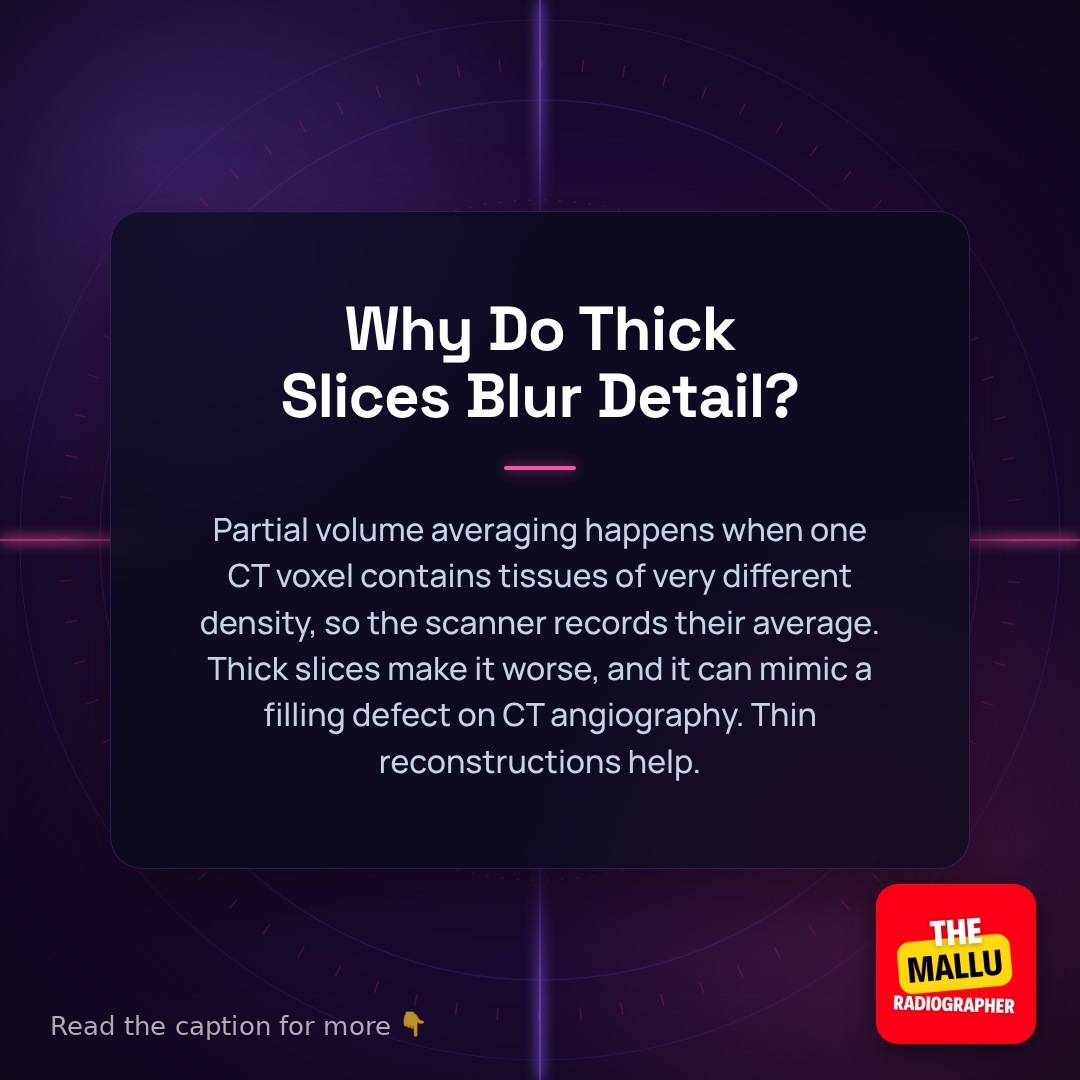 Why Do Thick
Slices Blur Detail?
Partial volume averaging happens when one
CT voxel contains tissues of very different
density, so the scanner records their average.
Thick slices make it worse, and it can mimic a
filling defect on CT angiography. Thin
reconstructions help.
Read the caption for more 👇
THE
MALLU
RADIOGRAPHER